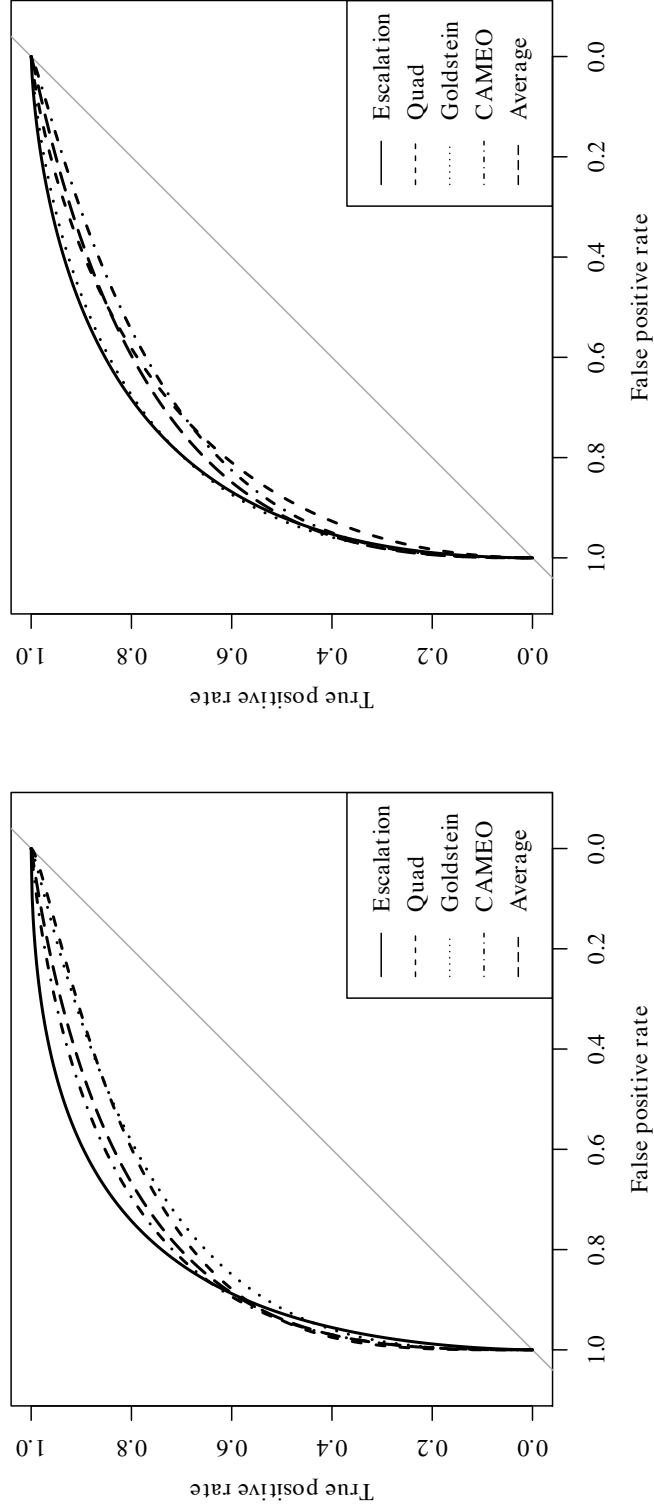 True positive rate
1.0
0.8
0.6
0.4
0.2
0.0
Escalation
Quad
Goldstein
CAMEO
Average
1.0 0.8 0.6 0.4 0.2 0.0
False positive rate
True positive rate
1.0
0.8
0.6
0.4
0.2
0.0
Escalation
Quad
Goldstein
CAMEO
Average
1.0 0.8 0.6 0.4 0.2 0.0
False positive rate